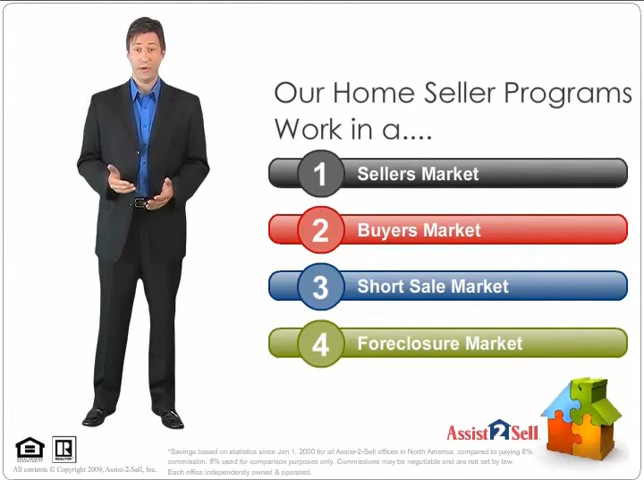 Our Home Seller Programs
Work in a....
1 Sellers Market
2 Buyers Market
3 Short Sale Market
4 Foreclosure Market
Assist2Sell
*Savings based on statistics since Jan 1, 2000 for all Assist-2-Sell offices in North America, compared to paying 6%
commission. 6% used for comparison purposes only. Commissions may be negotiable and are not set by law.
Each office independently owned & operated.
REALTOR
All contents © Copyright 2009, Assist-2-Sell, Inc.